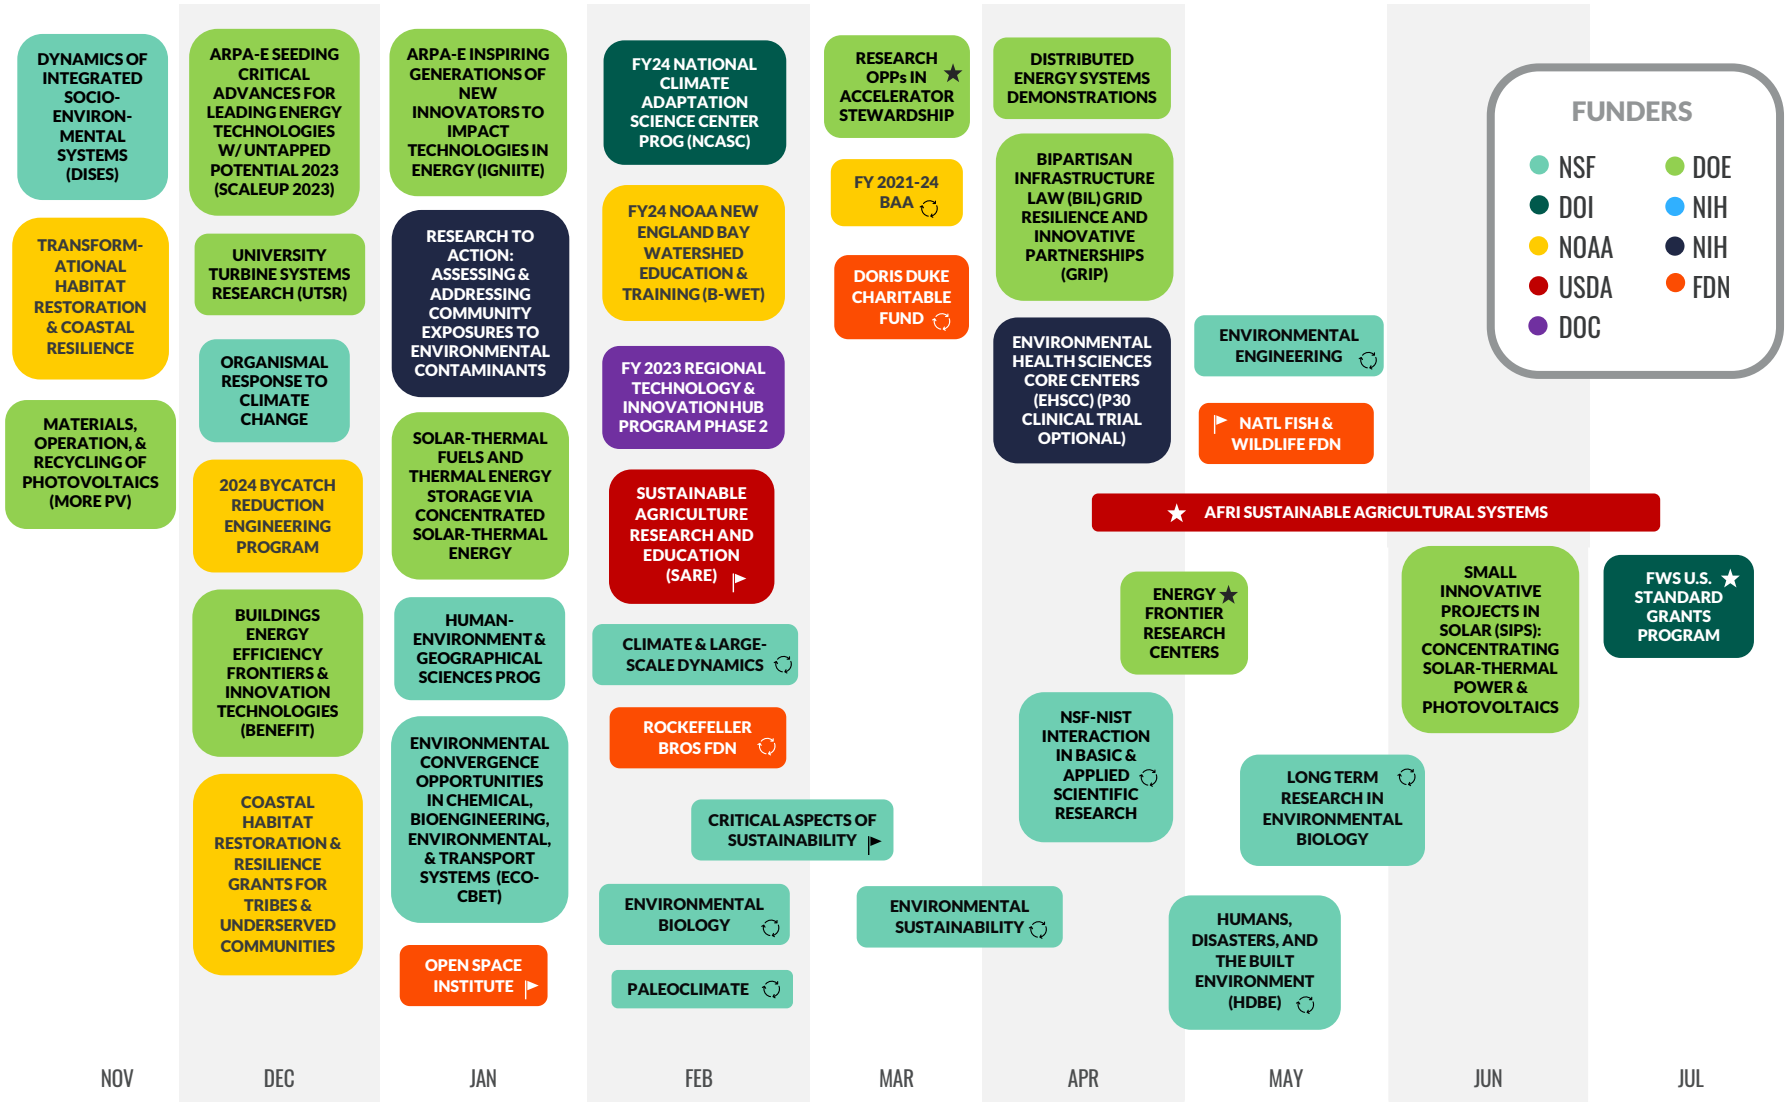 DYNAMICS OF
INTEGRATED
SOCIO-
ENVIRON-
MENTAL
SYSTEMS
(DISES)
TRANSFORM-
ATIONAL
HABITAT
RESTORATION
& COASTAL
RESILIENCE
MATERIALS,
OPERATION, &
RECYCLING OF
PHOTOVOLTAICS
(MORE PV)
ARPA-E SEEDING
CRITICAL
ADVANCES FOR
LEADING ENERGY
TECHNOLOGIES
W/ UNTAPPED
POTENTIAL 2023
(SCALEUP 2023)
UNIVERSITY
TURBINE SYSTEMS
RESEARCH (UTSR)
ORGANISMAL
RESPONSE TO
CLIMATE
CHANGE
2024 BYCATCH
REDUCTION
ENGINEERING
PROGRAM
BUILDINGS
ENERGY
EFFICIENCY
FRONTIERS &
INNOVATION
TECHNOLOGIES
(BENEFIT)
COASTAL
HABITAT
RESTORATION &
RESILIENCE
GRANTS FOR
TRIBES &
UNDERSERVED
COMMUNITIES
ARPA-E INSPIRING
GENERATIONS OF
NEW
INNOVATORS TO
IMPACT
TECHNOLOGIES IN
ENERGY (IGNIITE)
RESEARCH TO
ACTION:
ASSESSING &
ADDRESSING
COMMUNITY
EXPOSURES TO
ENVIRONMENTAL
CONTAMINANTS
SOLAR-THERMAL
FUELS AND
THERMAL ENERGY
STORAGE VIA
CONCENTRATED
SOLAR-THERMAL
ENERGY
HUMAN-
ENVIRONMENT &
GEOGRAPHICAL
SCIENCES PROG
ENVIRONMENTAL
CONVERGENCE
OPPORTUNITIES
IN CHEMICAL,
BIOENGINEERING,
ENVIRONMENTAL,
& TRANSPORT
SYSTEMS (ECO-
CBET)
OPEN SPACE
INSTITUTE
FY24 NATIONAL
CLIMATE
ADAPTATION
SCIENCE CENTER
PROG (NCASC)
FY24 NOAA NEW
ENGLAND BAY
WATERSHED
EDUCATION &
TRAINING (B-WET)
FY 2023 REGIONAL
TECHNOLOGY &
INNOVATION HUB
PROGRAM PHASE 2
SUSTAINABLE
AGRICULTURE
RESEARCH AND
EDUCATION
(SARE)
CLIMATE & LARGE-
SCALE DYNAMICS
ROCKEFELLER
BROS FDN
CRITICAL ASPECTS OF
SUSTAINABILITY
ENVIRONMENTAL
BIOLOGY
PALEOCLIMATE
RESEARCH
OPPs IN
ACCELERATOR
STEWARDSHIP
FY 2021-24
BAA
DORIS DUKE
CHARITABLE
FUND
ENVIRONMENTAL
SUSTAINABILITY
DISTRIBUTED
ENERGY SYSTEMS
DEMONSTRATIONS
BIPARTISAN
INFRASTRUCTURE
LAW (BIL) GRID
RESILIENCE AND
INNOVATIVE
PARTNERSHIPS
(GRIP)
ENVIRONMENTAL
HEALTH SCIENCES
CORE CENTERS
(EHSCC) (P30
CLINICAL TRIAL
OPTIONAL)
AFRI SUSTAINABLE AGRiCULTURAL SYSTEMS
ENERGY
FRONTIER
RESEARCH
CENTERS
NSF-NIST
INTERACTION
IN BASIC &
APPLIED
SCIENTIFIC
RESEARCH
ENVIRONMENTAL
ENGINEERING
NATL FISH &
WILDLIFE FDN
LONG TERM
RESEARCH IN
ENVIRONMENTAL
BIOLOGY
HUMANS,
DISASTERS, AND
THE BUILT
ENVIRONMENT
(HDBE)
SMALL
INNOVATIVE
PROJECTS IN
SOLAR (SIPS):
CONCENTRATING
SOLAR-THERMAL
POWER &
PHOTOVOLTAICS
FWS U.S.
STANDARD
GRANTS
PROGRAM
FUNDERS
NSF
DOI
NOAA
USDA
DOC
DOE
NIH
NIH
FDN
NOV
DEC
JAN
FEB
MAR
APR
MAY
JUN
JUL